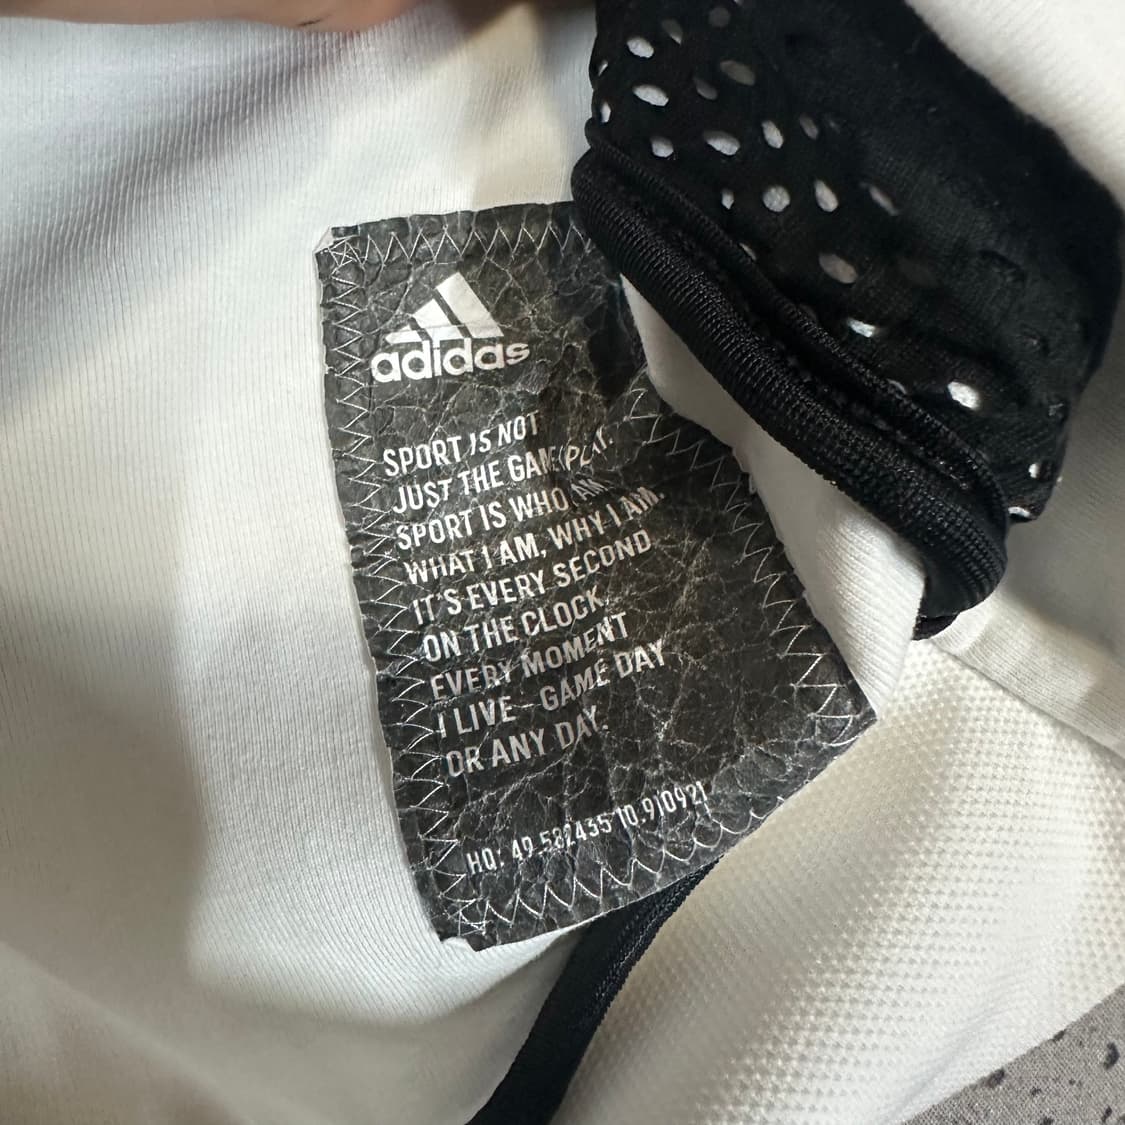 adidas
SPORT IS NOT
JUST THE GAME I PLAY.
SPORT IS WHO I AM
WHAT I AM, WHY I AM.
IT'S EVERY SECOND
ON THE CLOCK.
EVERY MOMENT
I LIVE - GAME DAY
OR ANY DAY.
HQ: 49.582435 10.910921